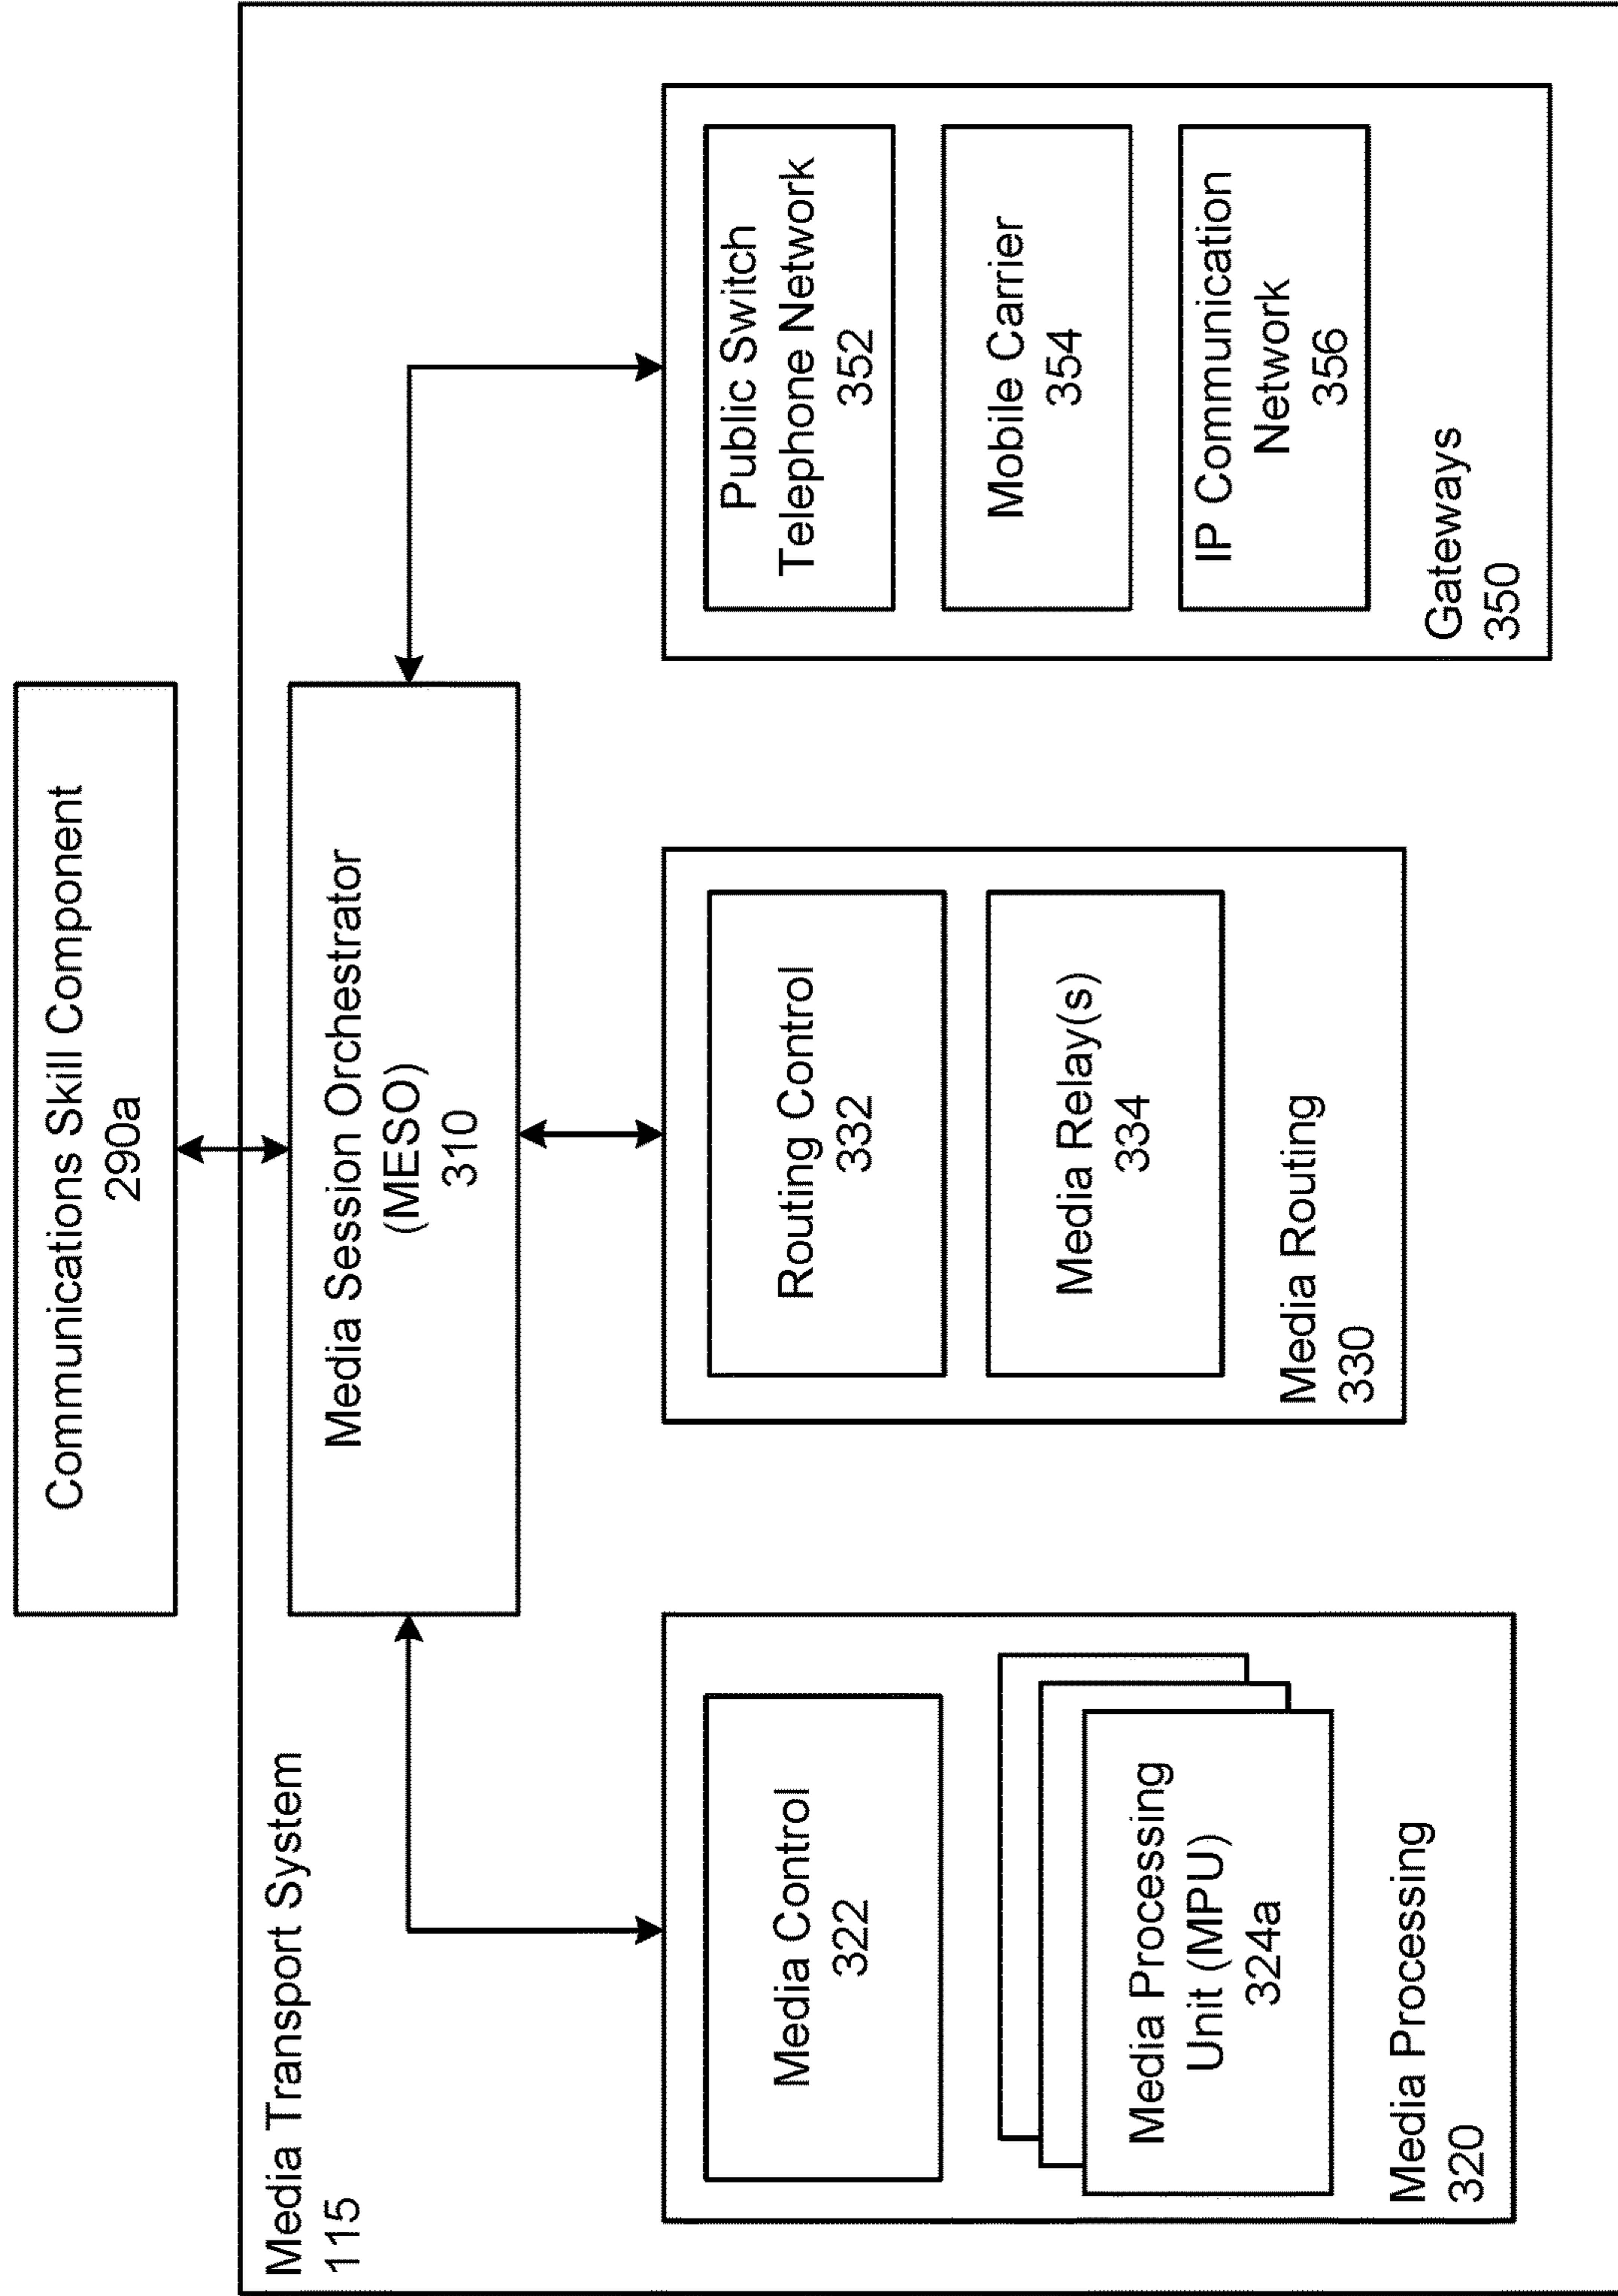 Communications Skill Component
290a
Media Transport System
115
Media Session Orchestrator
(MESO)
310
Media Control
322
Media Processing
Unit (MPU)
324a
Media Processing
320
Routing Control
332
Media Relay(s)
334
Media Routing
330
Public Switch
Telephone Network
352
Mobile Carrier
354
IP Communication
Network
356
Gateways
350